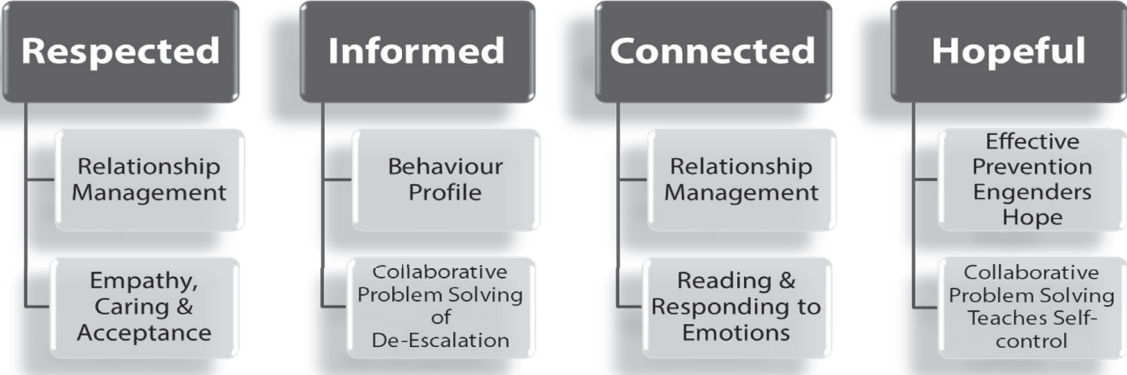 Respected
Relationship
Management
Empathy,
Caring &
Acceptance
Informed
Behaviour
Profile
Collaborative
Problem Solving
of
De-Escalation
Connected
Relationship
Management
Reading &
Responding to
Emotions
Hopeful
Effective
Prevention
Engenders
Hope
Collaborative
Problem Solving
Teaches Self-
control